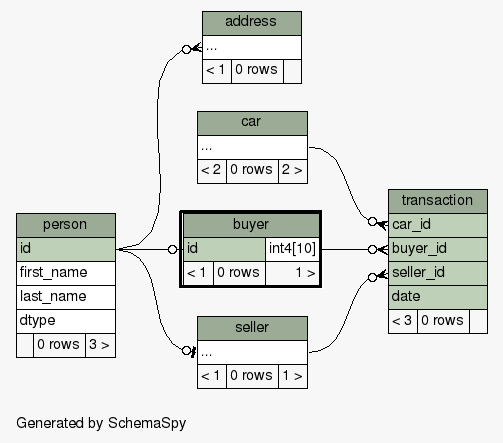 address
...
< 1 0 rows
car
...
< 2 0 rows 2 >
transaction
car_id
buyer_id
seller_id
date
< 3 0 rows
person
id
first_name
last_name
dtype
0 rows 3 >
buyer
id int4[10]
< 1 0 rows 1 >
seller
...
< 1 0 rows 1 >
Generated by SchemaSpy